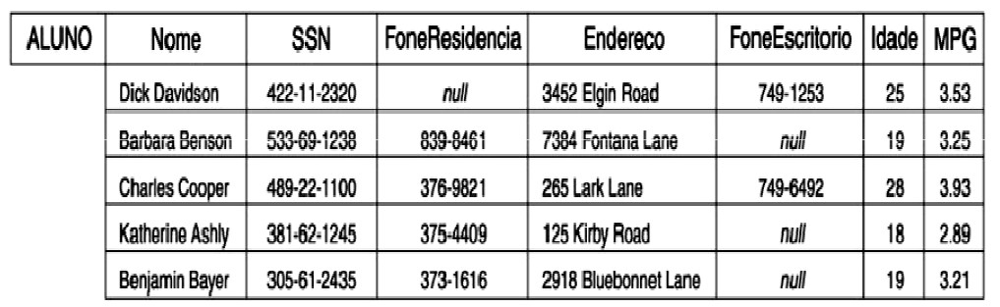 ALUNO Nome SSN FoneResidencia Endereco FoneEscritorio Idade MPG
Dick Davidson 422-11-2320 null 3452 Elgin Road 749-1253 25 3.53
Barbara Benson 533-69-1238 839-8461 7384 Fontana Lane null 19 3.25
Charles Cooper 489-22-1100 376-9821 265 Lark Lane 749-6492 28 3.93
Katherine Ashly 381-62-1245 375-4409 125 Kirby Road null 18 2.89
Benjamin Bayer 305-61-2435 373-1616 2918 Bluebonnet Lane null 19 3.21